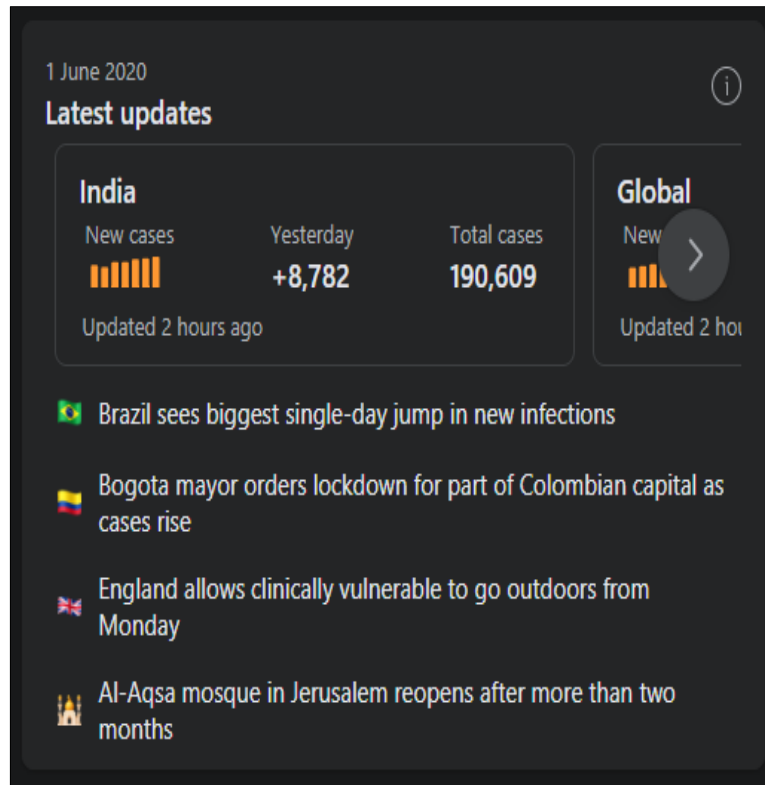 1 June 2020
Latest updates
India
New cases Yesterday Total cases
+8,782 190,609
Updated 2 hours ago
Global
New
Updated 2
Brazil sees biggest single-day jump in new infections
Bogota mayor orders lockdown for part of Colombian capital as
cases rise
England allows clinically vulnerable to go outdoors from
Monday
Al-Aqsa mosque in Jerusalem reopens after more than two
months